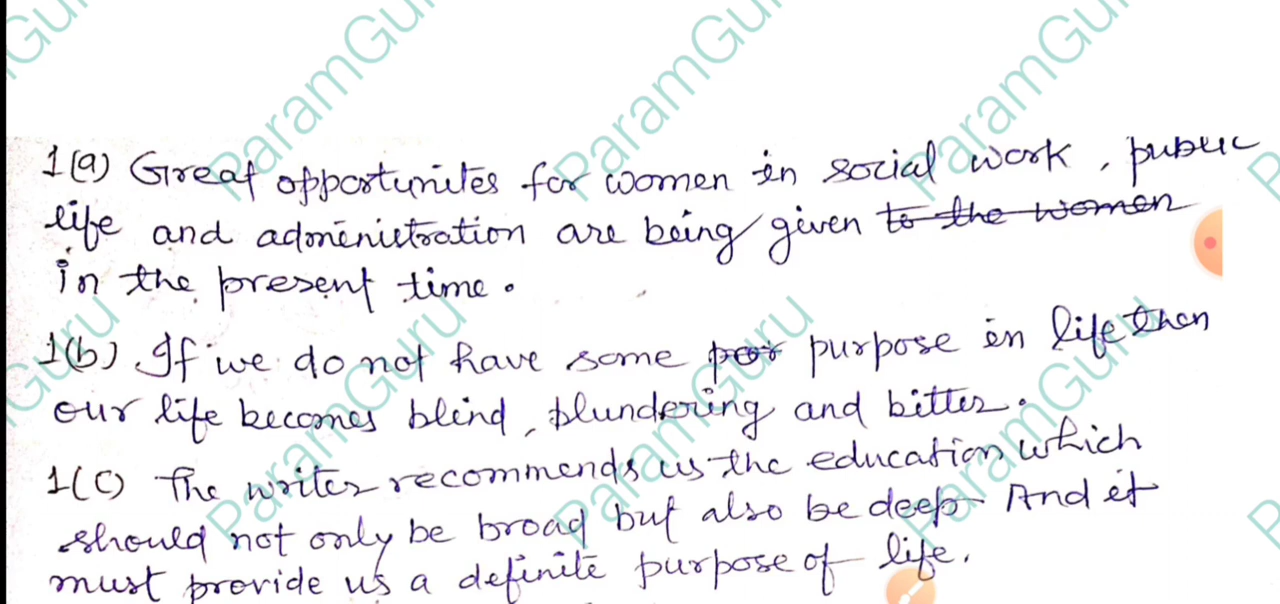 1(a) Great opportunites for women in social work, public
life and administration are being given to the women
in the present time.
1(b). If we do not have some por purpose in life then
our life becomes blind, blundering and bitter.
1(c) The writer recommends us the education which
should not only be broad but also be deep. And it
must provide us a definite purpose of life.
ParamGuru